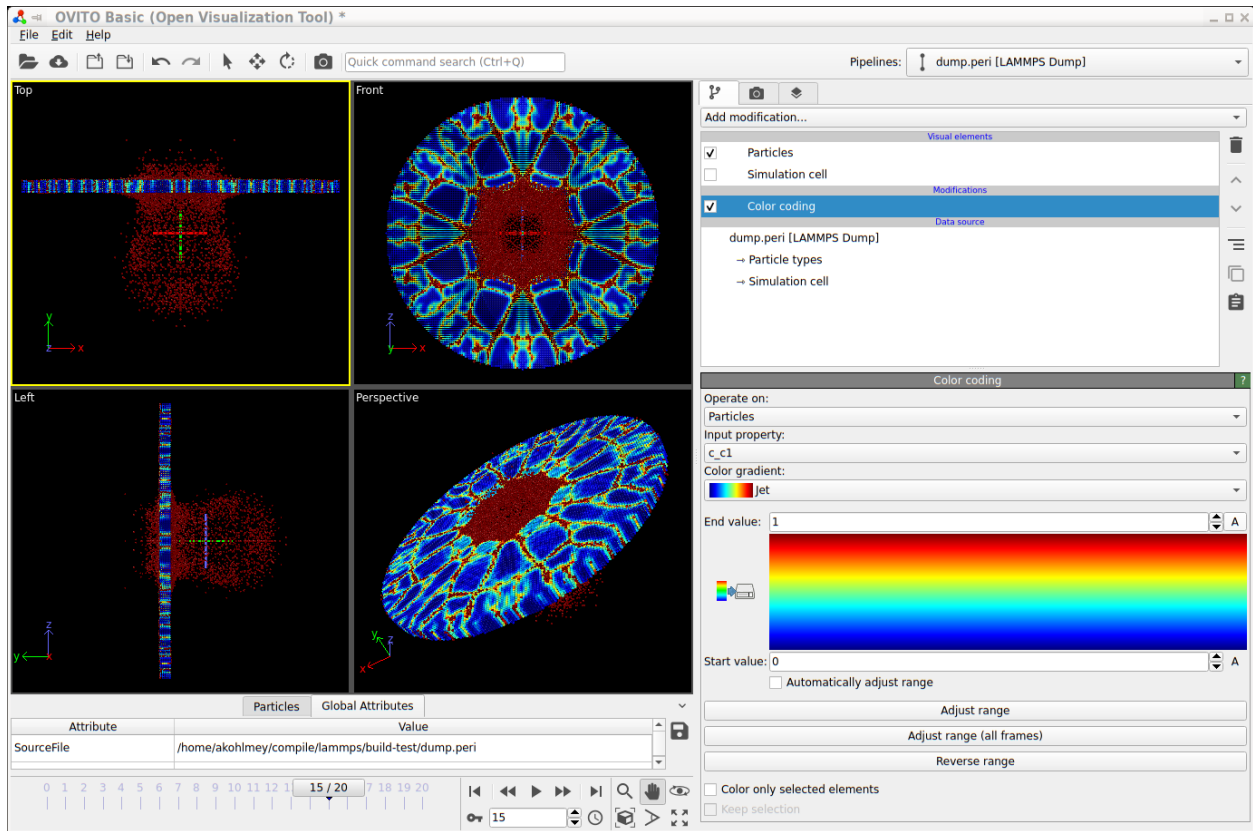 OVITO Basic (Open Visualization Tool) *
File Edit Help
Quick command search (Ctrl+Q)
Pipelines:
dump.peri [LAMMPS Dump]
Top
y
z
x
Front
z
y
x
Left
z
y
x
Perspective
y
z
x
Add modification...
Visual elements
Particles
Simulation cell
Modifications
Color coding
Data source
dump.peri [LAMMPS Dump]
→ Particle types
→ Simulation cell
Color coding
?
Operate on:
Particles
Input property:
c_c1
Color gradient:
Jet
End value: 1 A
Start value: 0 A
Automatically adjust range
Adjust range
Adjust range (all frames)
Reverse range
Color only selected elements
Keep selection
Particles Global Attributes
Attribute Value
SourceFile /home/akohlmey/compile/lammps/build-test/dump.peri
0 1 2 3 4 5 6 7 8 9 10 11 12 15 / 20 7 18 19 20
15